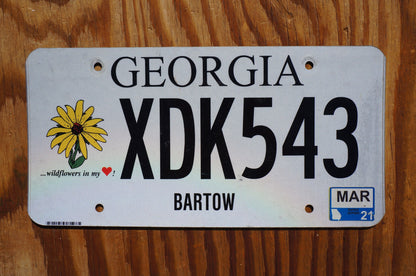 GEORGIA
XDK543
...wildflowers in my ♥!
BARTOW
MAR
21